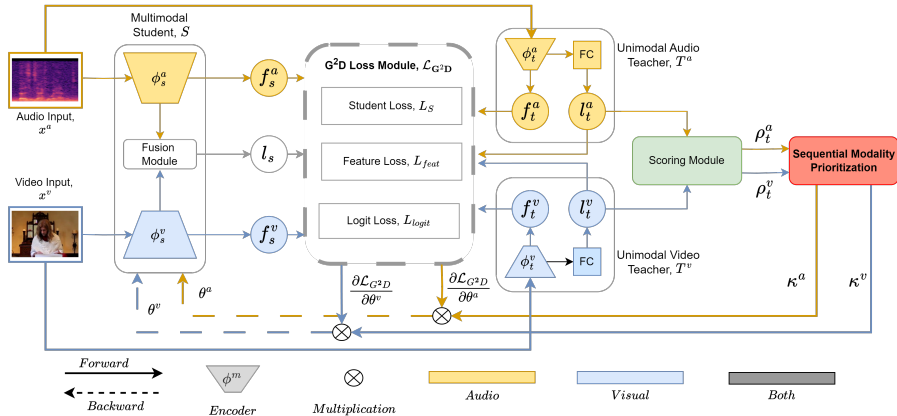 Multimodal
Student, S
Audio Input,
x^a
Video Input,
x^v
ϕ_s^a
Fusion
Module
ϕ_s^v
f_s^a
l_s
f_s^v
G²D Loss Module, ℒ_G²D
Student Loss, L_S
Feature Loss, L_feat
Logit Loss, L_logit
ϕ_t^a
FC
f_t^a
l_t^a
Unimodal Audio
Teacher, T^a
f_t^v
l_t^v
ϕ_t^v
FC
Unimodal Video
Teacher, T^v
Scoring Module
ρ_t^a
ρ_t^v
Sequential Modality
Prioritization
κ^a
κ^v
θ^v
θ^a
∂ℒ_G²D
∂θ^v
∂ℒ_G²D
∂θ^a
Forward
Backward
ϕ^m
Encoder
Multiplication
Audio
Visual
Both